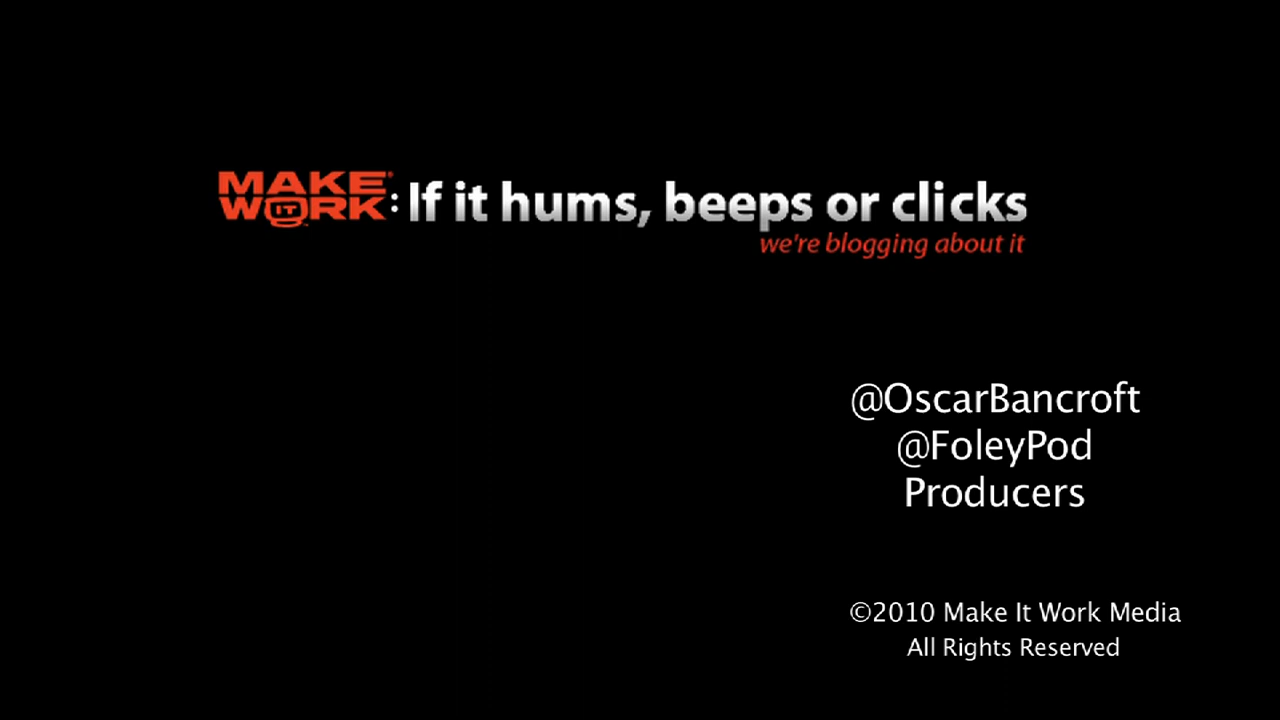 MAKE IT WORK: If it hums, beeps or clicks
we're blogging about it
@OscarBancroft
@FoleyPod
Producers
©2010 Make It Work Media
All Rights Reserved